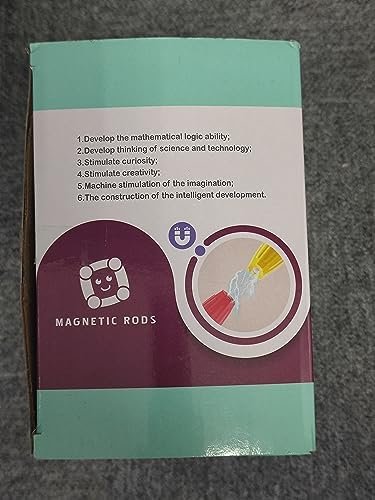 1.Develop the mathematical logic ability;
2.Develop thinking of science and technology;
3.Stimulate curiosity;
4.Stimulate creativity;
5.Machine stimulation of the imagination;
6.The construction of the intelligent development.
MAGNETIC RODS